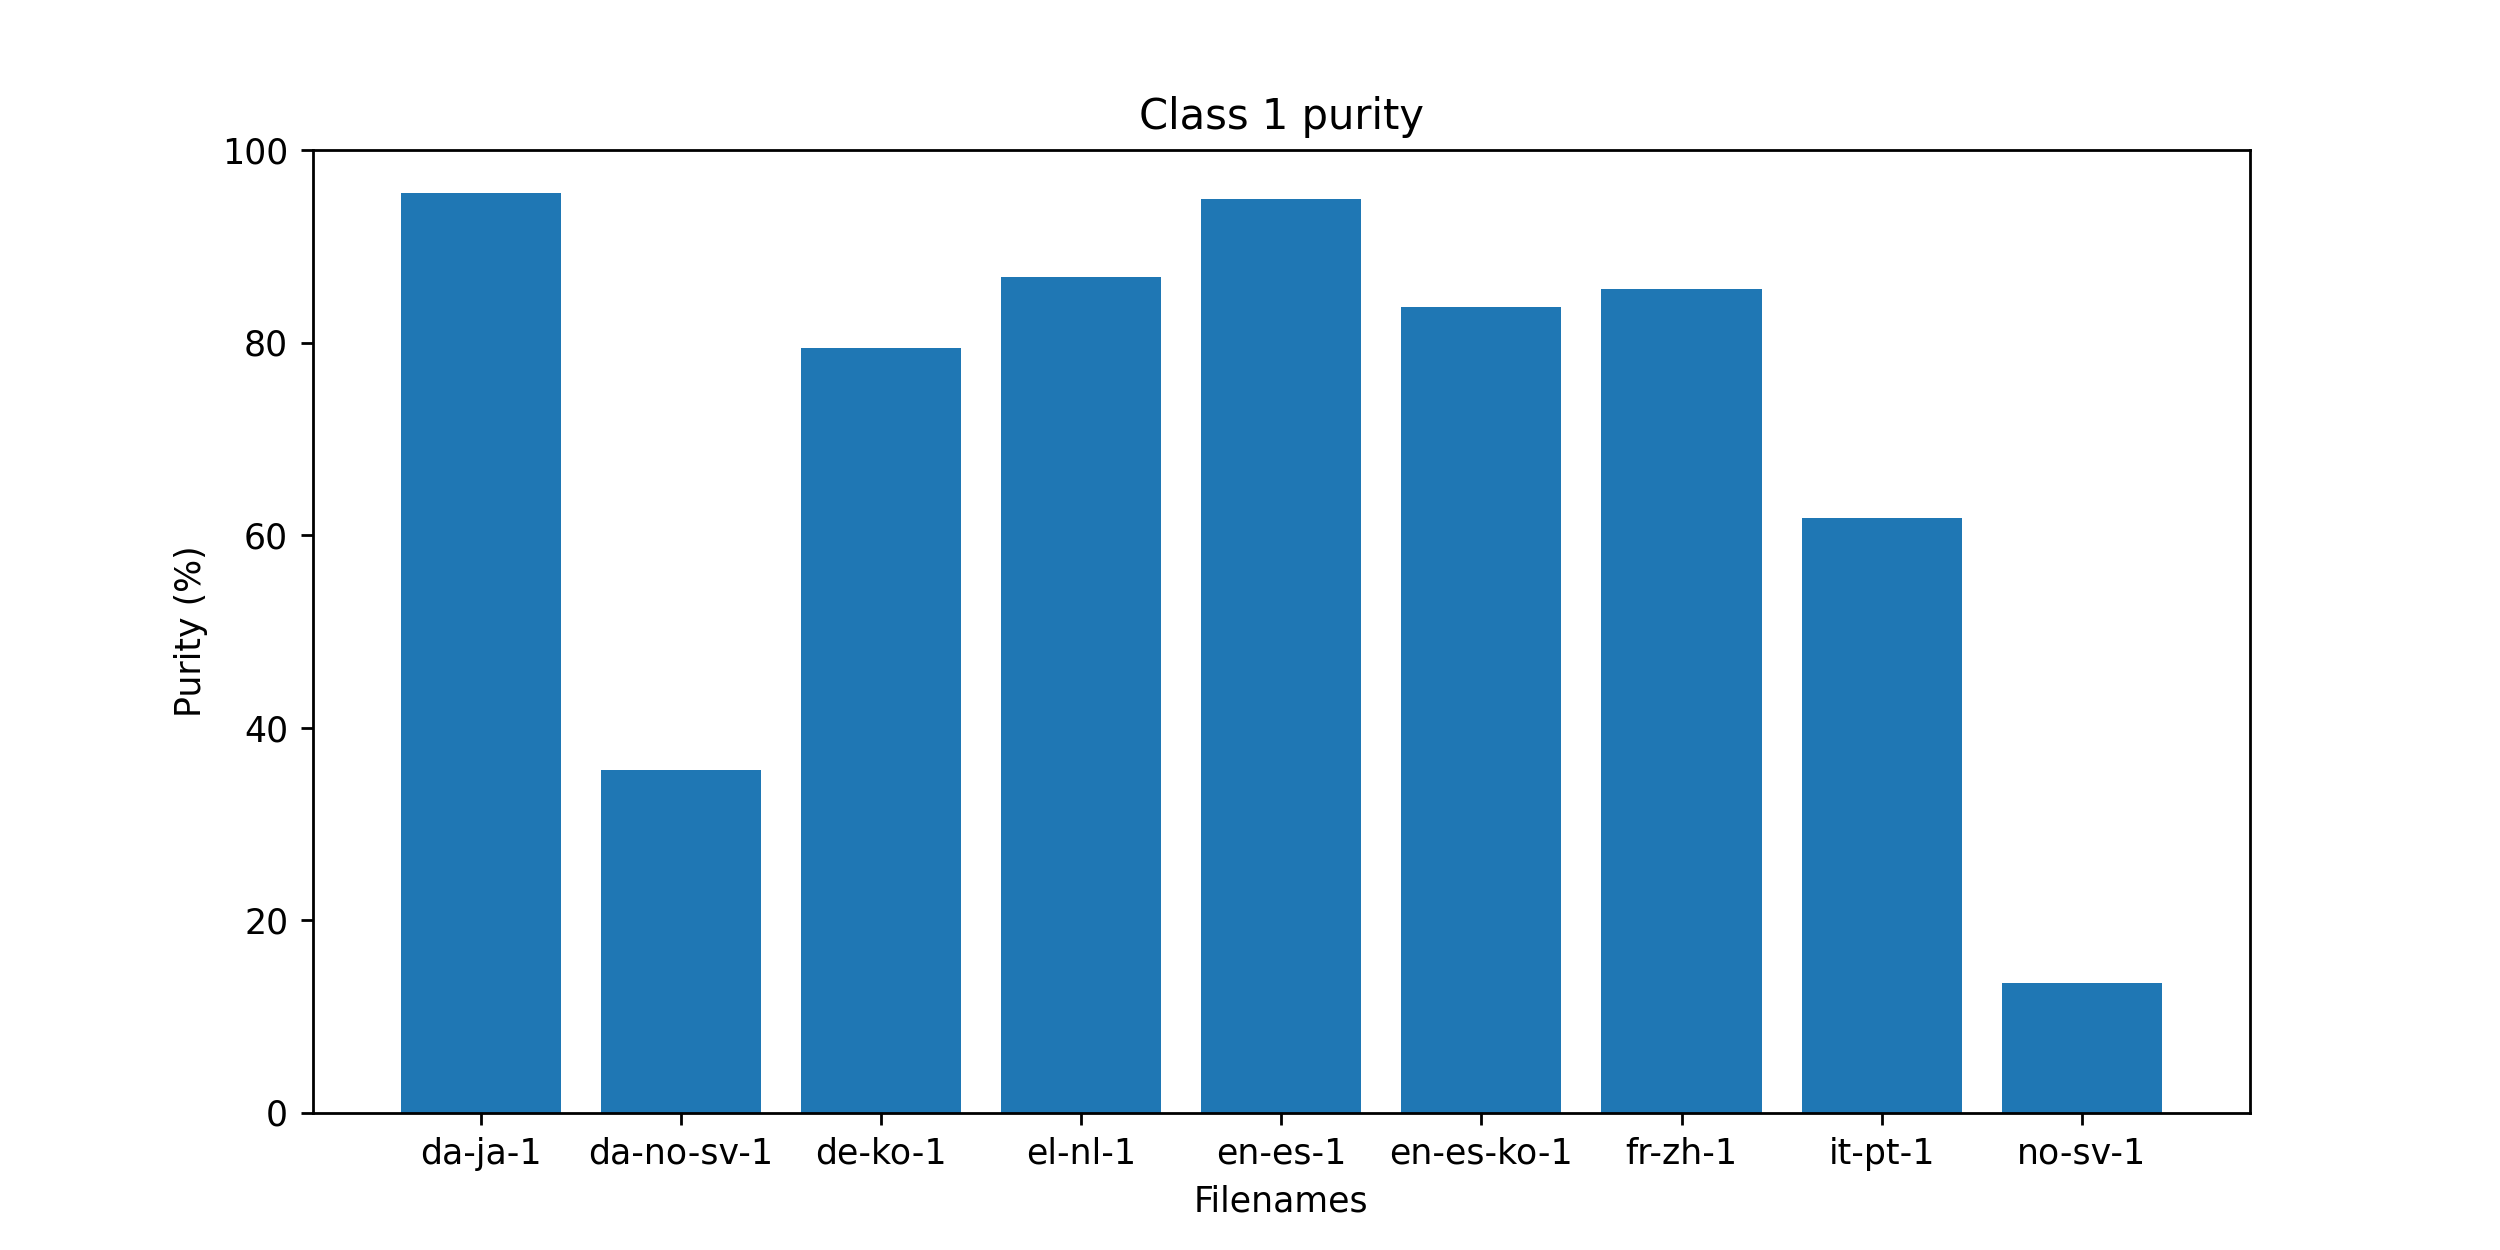 Class 1 purity
100
80
60
40
20
0
Purity (%)
da-ja-1 da-no-sv-1 de-ko-1 el-nl-1 en-es-1 en-es-ko-1 fr-zh-1 it-pt-1 no-sv-1
Filenames